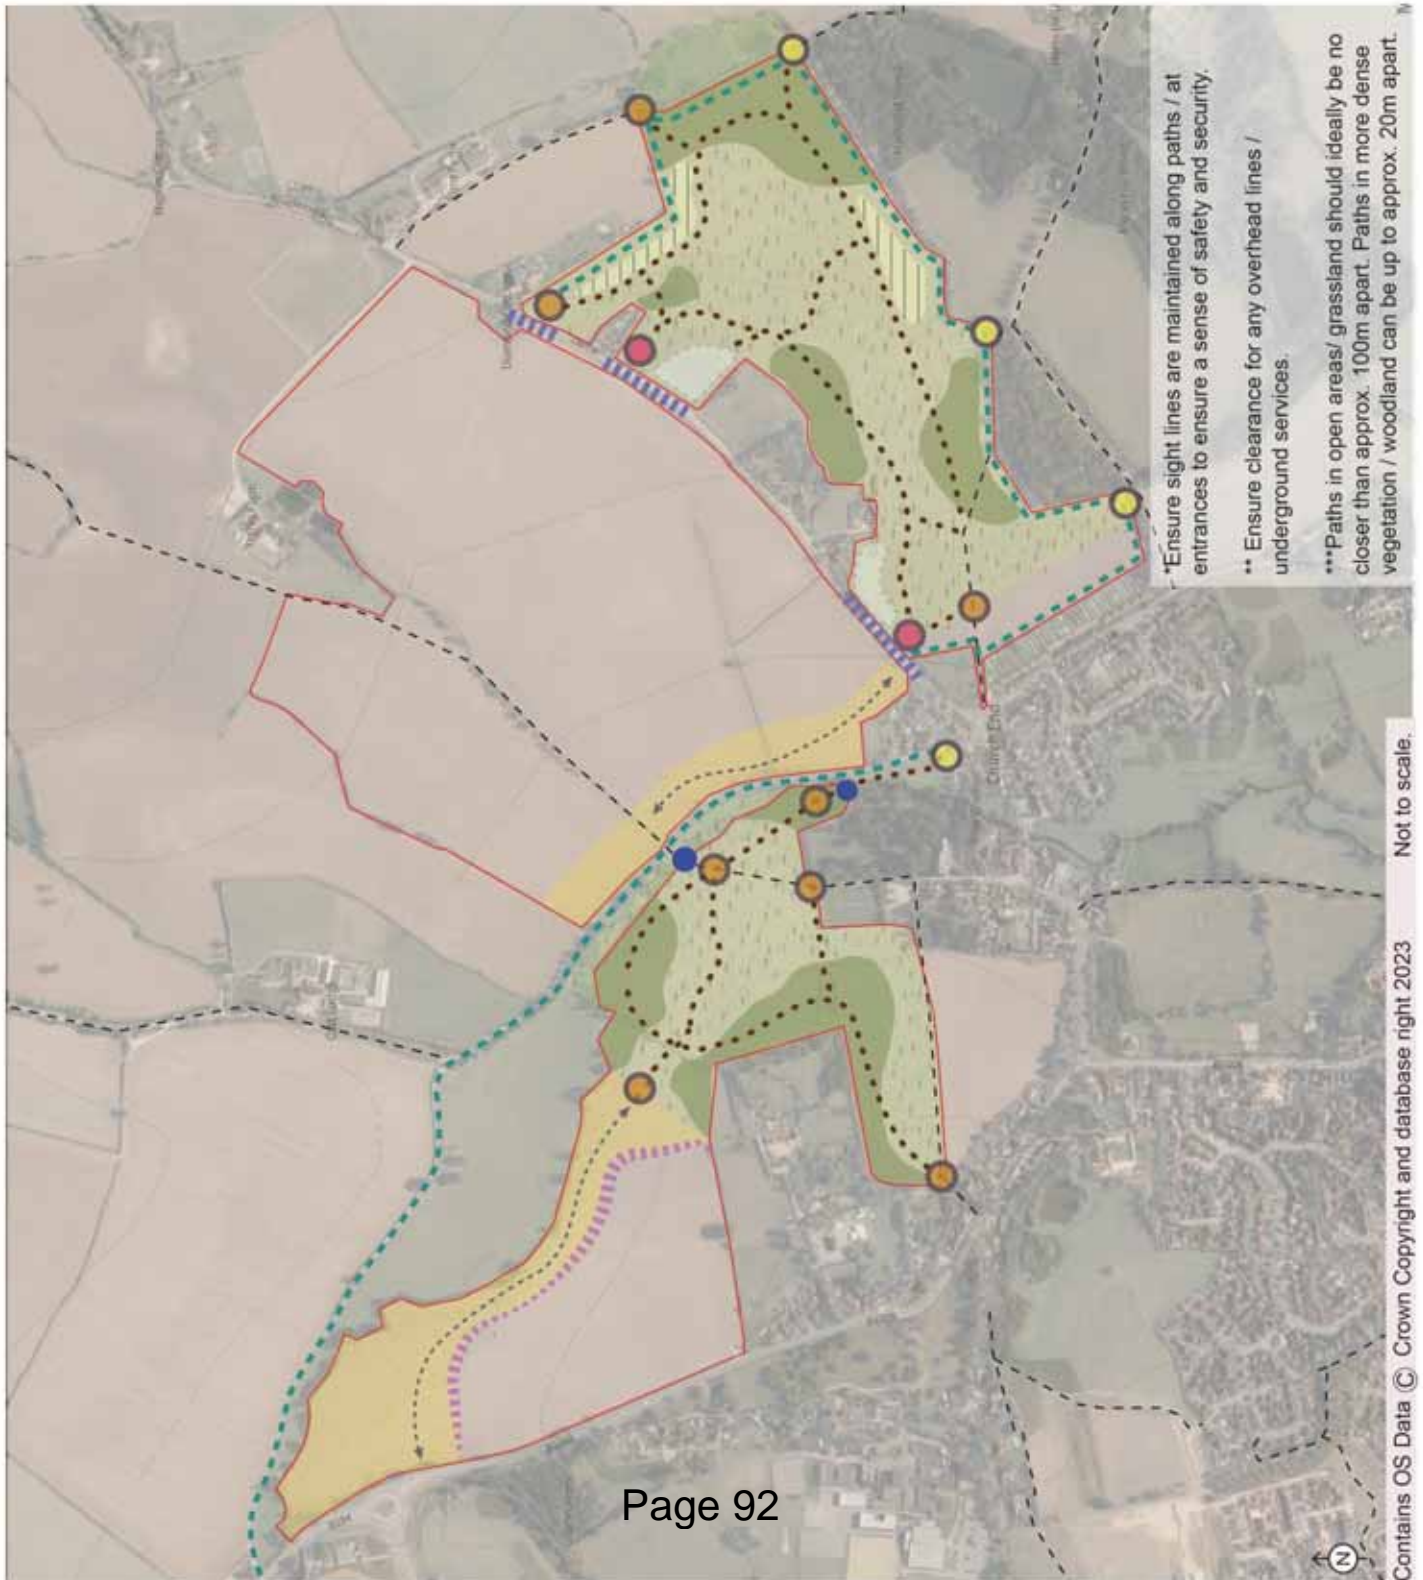 *Ensure sight lines are maintained along paths / at
entrances to ensure a sense of safety and security.
** Ensure clearance for any overhead lines /
underground services
***Paths in open areas/ grassland should ideally be no
closer than approx. 100m apart. Paths in more dense
vegetation / woodland can be up to approx. 20m apart.
Church End
N
Contains OS Data © Crown Copyright and database right 2023
Not to scale.
Page 92